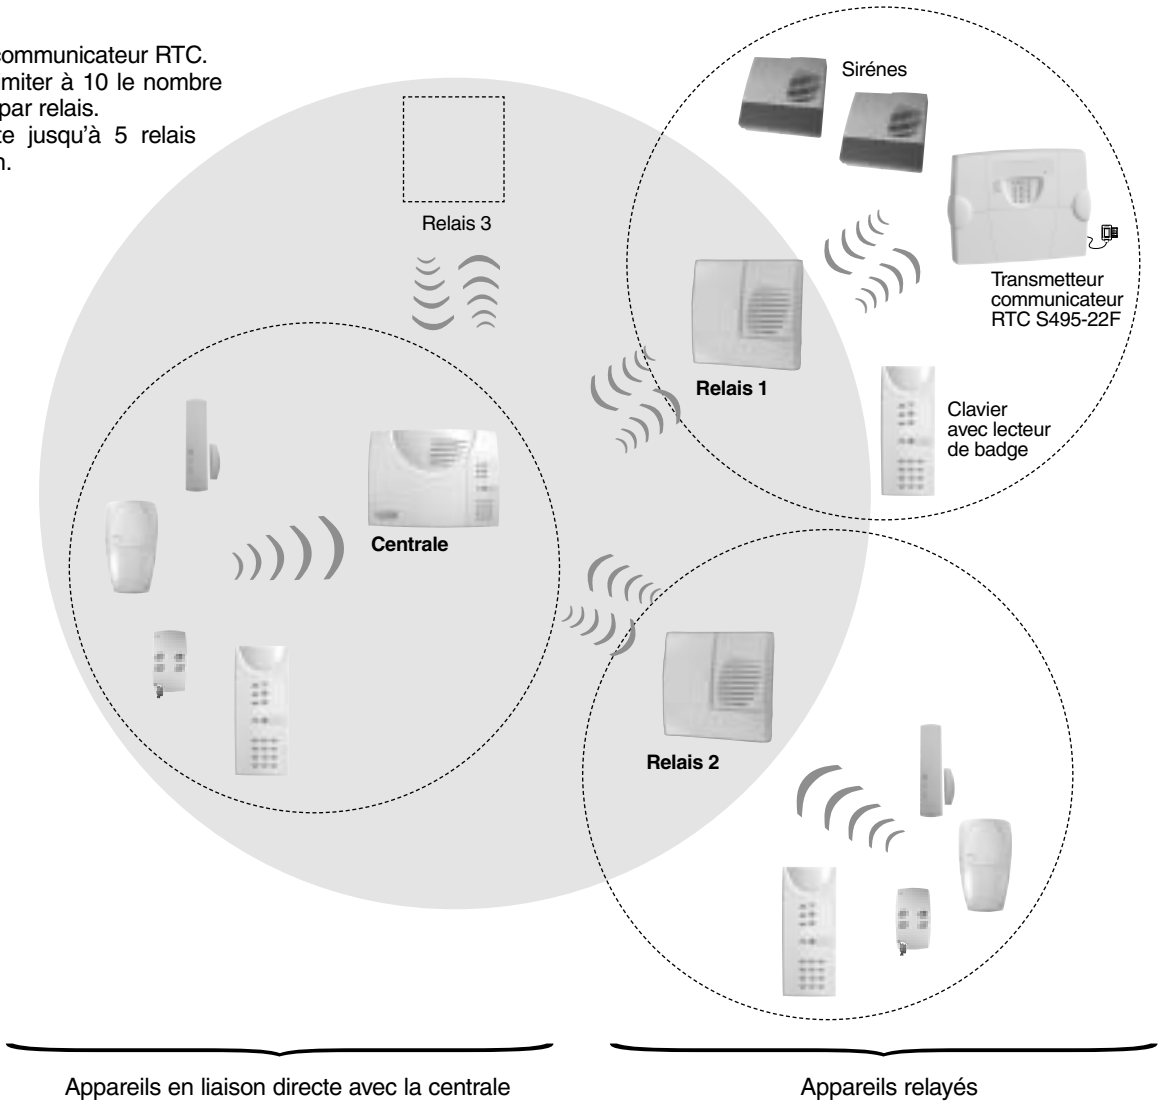 communicateur RTC.
miter à 10 le nombre
par relais.
te jusqu'à 5 relais
n.
Sirénes
Relais 3
Transmetteur
communicateur
RTC S495-22F
Relais 1
Clavier
avec lecteur
de badge
Centrale
Relais 2
Appareils en liaison directe avec la centrale
Appareils relayés